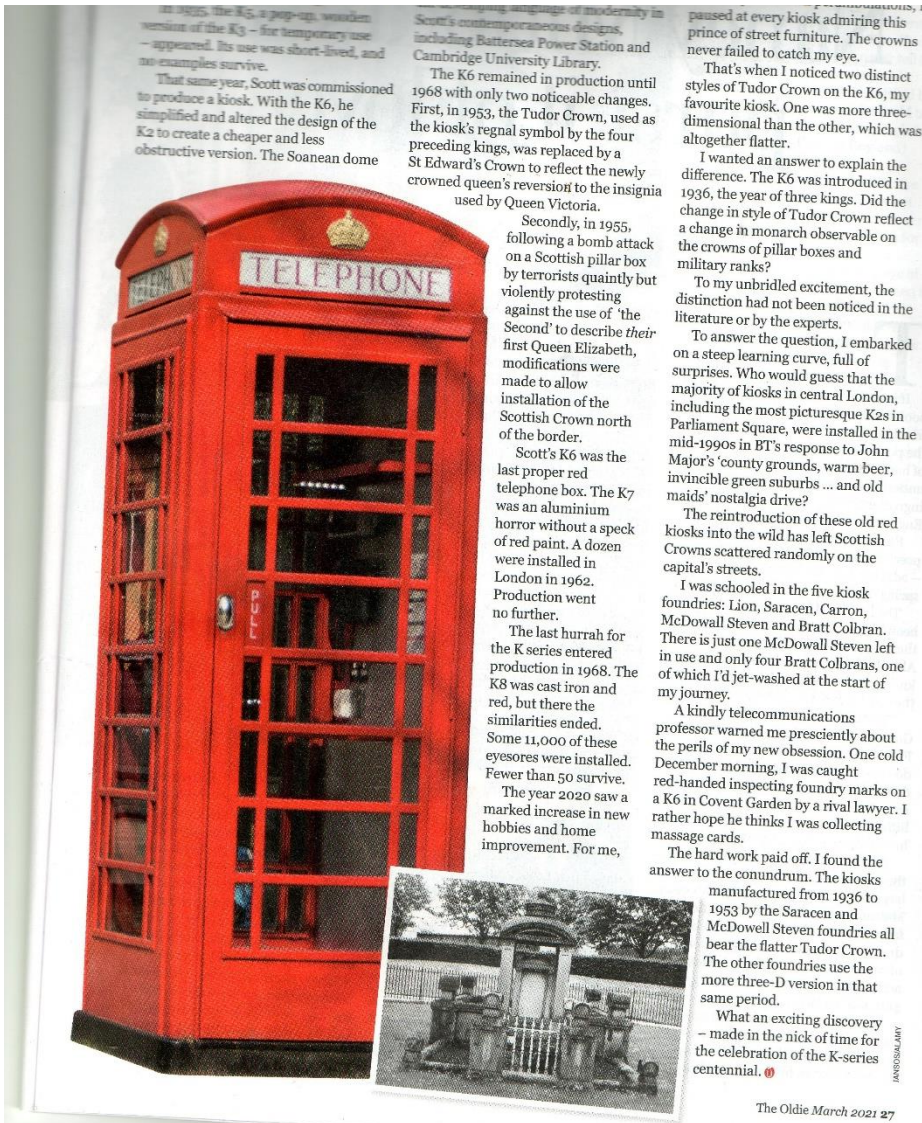 In 1935, the K5, a pop-up, wooden
version of the K3 – for temporary use
– appeared. Its use was short-lived, and
no examples survive.
That same year, Scott was commissioned
to produce a kiosk. With the K6, he
simplified and altered the design of the
K2 to create a cheaper and less
obstructive version. The Soanean dome
language of modernity in
Scott's contemporaneous designs,
including Battersea Power Station and
Cambridge University Library.
The K6 remained in production until
1968 with only two noticeable changes.
First, in 1953, the Tudor Crown, used as
the kiosk's regnal symbol by the four
preceding kings, was replaced by a
St Edward's Crown to reflect the newly
crowned queen's reversion to the insignia
used by Queen Victoria.
Secondly, in 1955,
following a bomb attack
on a Scottish pillar box
by terrorists quaintly but
violently protesting
against the use of 'the
Second' to describe their
first Queen Elizabeth,
modifications were
made to allow
installation of the
Scottish Crown north
of the border.
Scott's K6 was the
last proper red
telephone box. The K7
was an aluminium
horror without a speck
of red paint. A dozen
were installed in
London in 1962.
Production went
no further.
The last hurrah for
the K series entered
production in 1968. The
K8 was cast iron and
red, but there the
similarities ended.
Some 11,000 of these
eyesores were installed.
Fewer than 50 survive.
The year 2020 saw a
marked increase in new
hobbies and home
improvement. For me,
paused at every kiosk admiring this
prince of street furniture. The crowns
never failed to catch my eye.
That's when I noticed two distinct
styles of Tudor Crown on the K6, my
favourite kiosk. One was more three-
dimensional than the other, which was
altogether flatter.
I wanted an answer to explain the
difference. The K6 was introduced in
1936, the year of three kings. Did the
change in style of Tudor Crown reflect
a change in monarch observable on
the crowns of pillar boxes and
military ranks?
To my unbridled excitement, the
distinction had not been noticed in the
literature or by the experts.
To answer the question, I embarked
on a steep learning curve, full of
surprises. Who would guess that the
majority of kiosks in central London,
including the most picturesque K2s in
Parliament Square, were installed in the
mid-1990s in BT's response to John
Major's 'county grounds, warm beer,
invincible green suburbs ... and old
maids' nostalgia drive?
The reintroduction of these old red
kiosks into the wild has left Scottish
Crowns scattered randomly on the
capital's streets.
I was schooled in the five kiosk
foundries: Lion, Saracen, Carron,
McDowall Steven and Bratt Colbran.
There is just one McDowall Steven left
in use and only four Bratt Colbrans, one
of which I'd jet-washed at the start of
my journey.
A kindly telecommunications
professor warned me presciently about
the perils of my new obsession. One cold
December morning, I was caught
red-handed inspecting foundry marks on
a K6 in Covent Garden by a rival lawyer. I
rather hope he thinks I was collecting
massage cards.
The hard work paid off. I found the
answer to the conundrum. The kiosks
manufactured from 1936 to
1953 by the Saracen and
McDowell Steven foundries all
bear the flatter Tudor Crown.
The other foundries use the
more three-D version in that
same period.
What an exciting discovery
– made in the nick of time for
the celebration of the K-series
centennial.
TELEPHONE
TELEPHONE
PULL
IANSOS/ALAMY
The Oldie March 2021 27